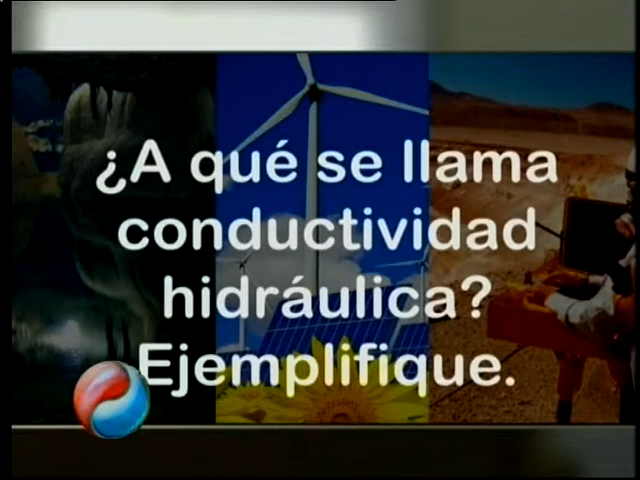 ¿A qué se llama
conductividad
hidráulica?
Ejemplifique.